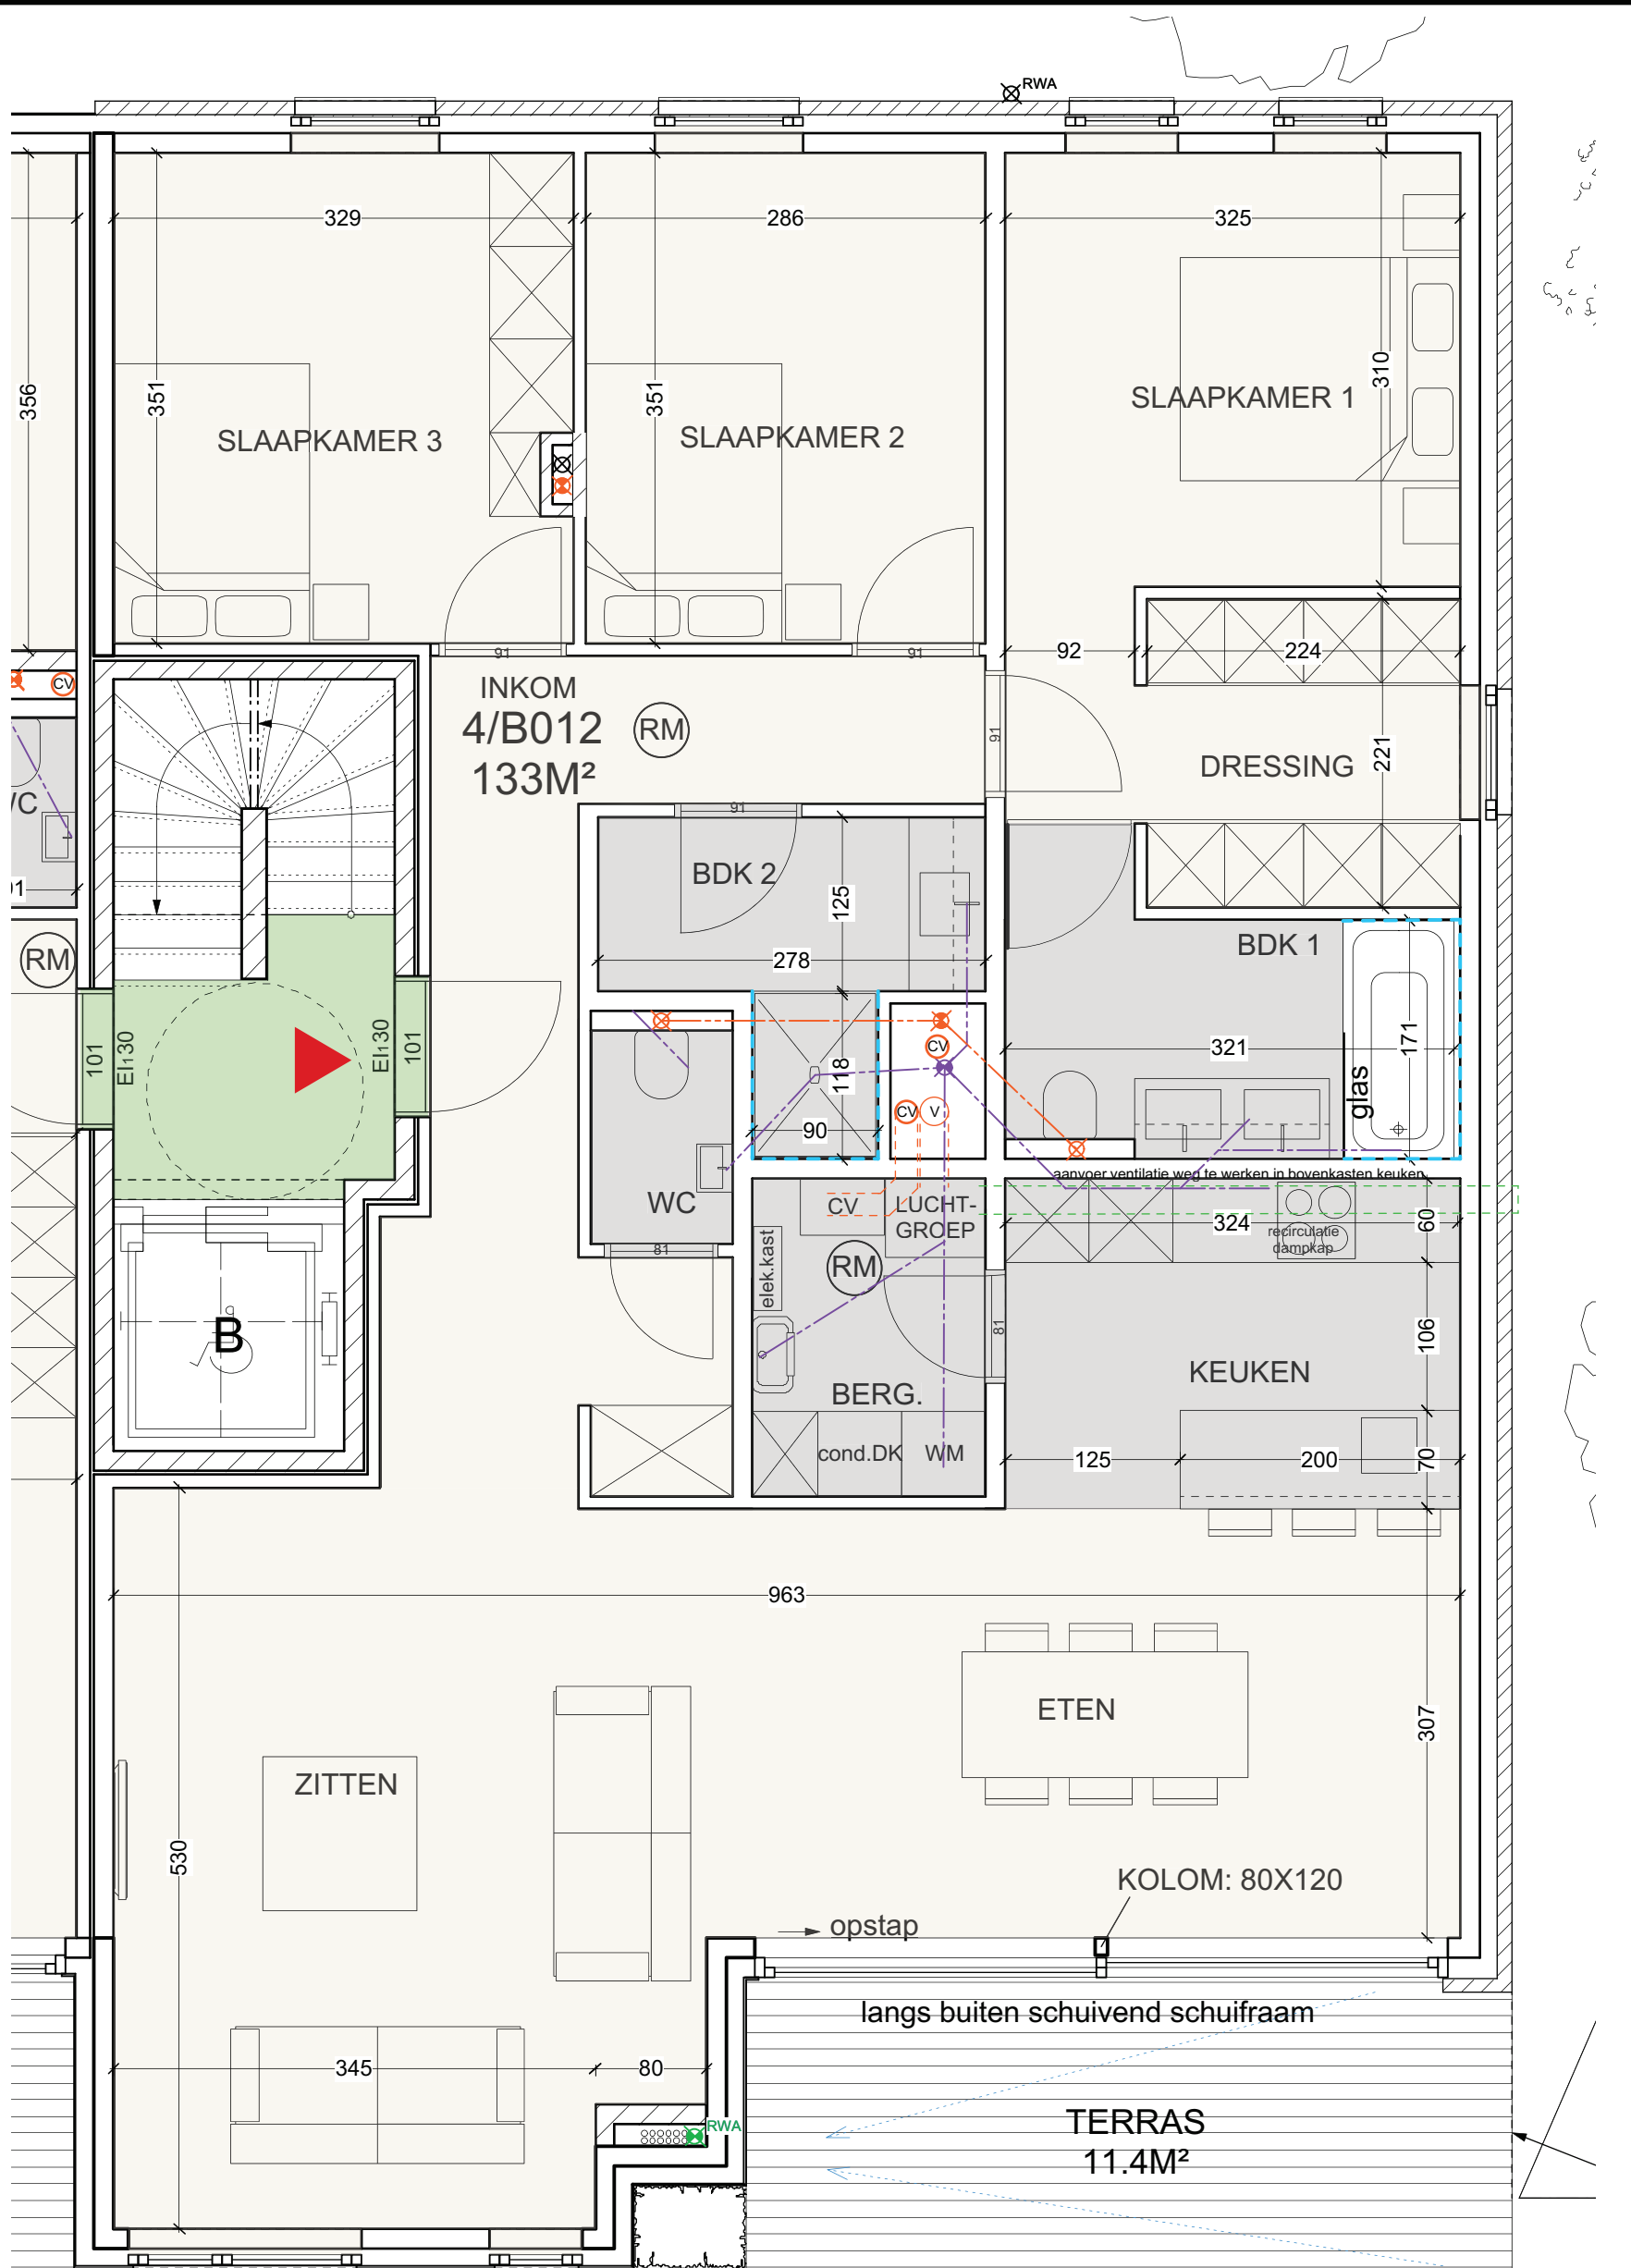 RWA
329
286
325
356
351
351
310
SLAAPKAMER 3
SLAAPKAMER 2
SLAAPKAMER 1
91
91
92
224
CV
INKOM
4/B012
133M²
RM
91
DRESSING
221
91
BDK 2
125
278
BDK 1
RM
101
EI₁30
EI₁30
101
CV
118
90
CV
V
321
171
glas
aanvoer ventilatie weg te werken in bovenkasten keuken
WC
81
CV
LUCHT-
GROEP
324
recirculatie
dampkap
60
elek.kast
RM
81
106
B
BERG.
KEUKEN
cond.DK
WM
125
200
70
963
ETEN
307
ZITTEN
530
KOLOM: 80X120
opstap
langs buiten schuivend schuifraam
345
80
RWA
TERRAS
11.4M²